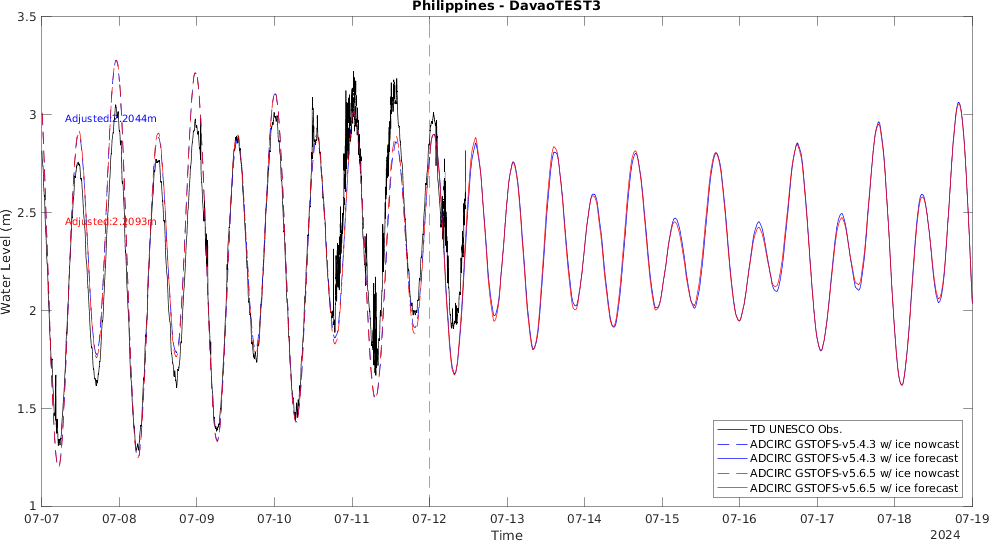 Philippines - DavaoTEST3
Water Level (m)
3.5
3
2.5
2
1.5
1
Adjusted:2.2044m
Adjusted:2.2093m
TD UNESCO Obs.
ADCIRC GSTOFS-v5.4.3 w/ ice nowcast
ADCIRC GSTOFS-v5.4.3 w/ ice forecast
ADCIRC GSTOFS-v5.6.5 w/ ice nowcast
ADCIRC GSTOFS-v5.6.5 w/ ice forecast
07-07 07-08 07-09 07-10 07-11 07-12 07-13 07-14 07-15 07-16 07-17 07-18 07-19
Time
2024